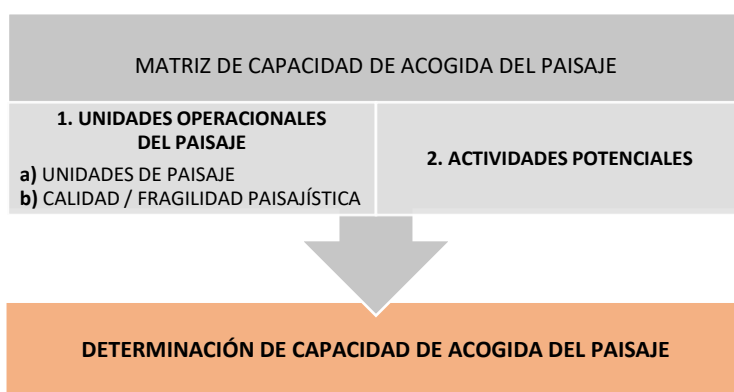 MATRIZ DE CAPACIDAD DE ACOGIDA DEL PAISAJE
1. UNIDADES OPERACIONALES
DEL PAISAJE
a) UNIDADES DE PAISAJE
b) CALIDAD / FRAGILIDAD PAISAJÍSTICA
2. ACTIVIDADES POTENCIALES
DETERMINACIÓN DE CAPACIDAD DE ACOGIDA DEL PAISAJE